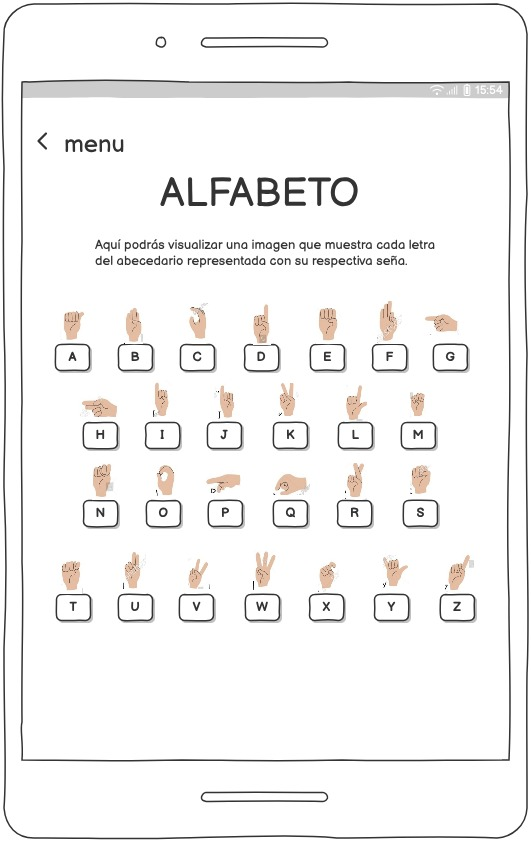 15:54
menu
ALFABETO
Aquí podrás visualizar una imagen que muestra cada letra
del abecedario representada con su respectiva seña.
A B C D E F G
H I J K L M
N O P Q R S
T U V W X Y Z